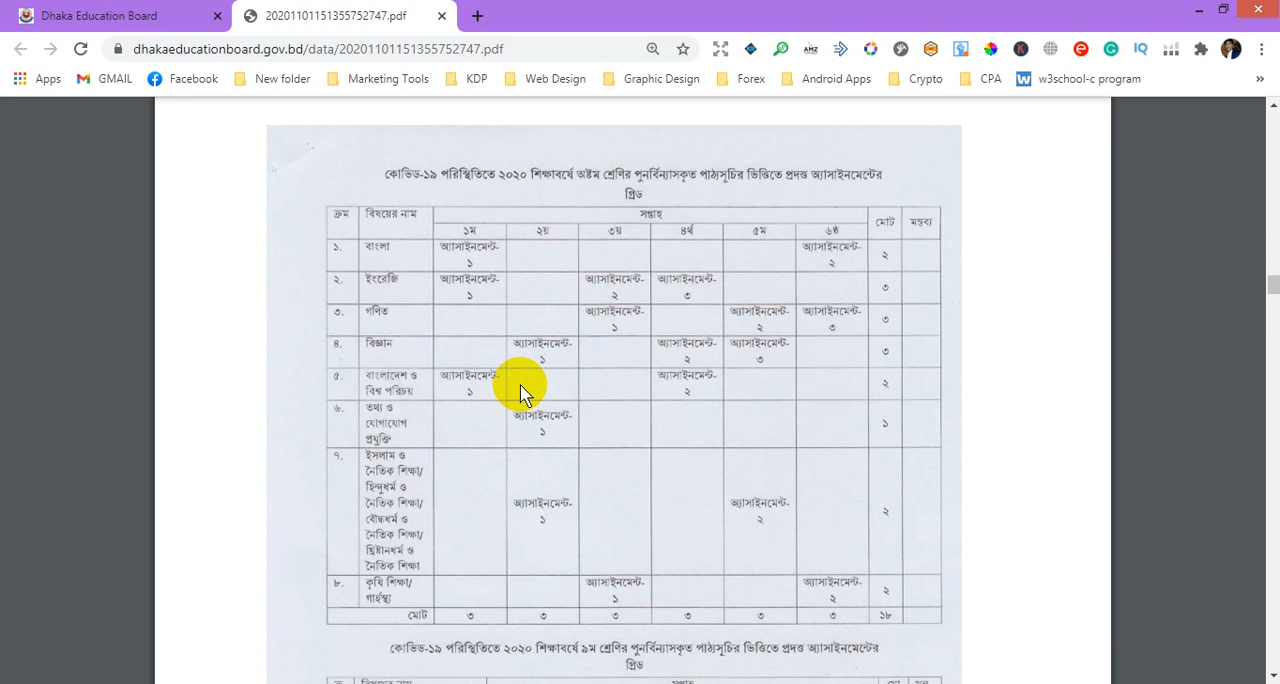 Dhaka Education Board
20201101151355752747.pdf
dhakaeducationboard.gov.bd/data/20201101151355752747.pdf
Apps GMAIL Facebook New folder Marketing Tools KDP Web Design Graphic Design Forex Android Apps Crypto CPA w3school-c program
কোভিড-১৯ পরিস্থিতিতে ২০২০ শিক্ষাবর্ষে অষ্টম শ্রেণির পুনর্বিন্যাসকৃত পাঠ্যসূচির ভিত্তিতে প্রদত্ত অ্যাসাইনমেন্টের
গ্রিড
ক্রম বিষয়ের নাম সপ্তাহ মোট মন্তব্য
১ম ২য় ৩য় ৪র্থ ৫ম ৬ষ্ঠ
১. বাংলা অ্যাসাইনমেন্ট-১ অ্যাসাইনমেন্ট-২ ২
২. ইংরেজি অ্যাসাইনমেন্ট-১ অ্যাসাইনমেন্ট-২ অ্যাসাইনমেন্ট-৩ ৩
৩. গণিত অ্যাসাইনমেন্ট-১ অ্যাসাইনমেন্ট-২ অ্যাসাইনমেন্ট-৩ ৩
৪. বিজ্ঞান অ্যাসাইনমেন্ট-১ অ্যাসাইনমেন্ট-২ অ্যাসাইনমেন্ট-৩ ৩
৫. বাংলাদেশ ও অ্যাসাইনমেন্ট-১ অ্যাসাইনমেন্ট-২ ২
বিশ্ব পরিচয়
৬. তথ্য ও
যোগাযোগ অ্যাসাইনমেন্ট-১ ১
প্রযুক্তি
৭. ইসলাম ও
নৈতিক শিক্ষা/
হিন্দুধর্ম ও
নৈতিক শিক্ষা/ অ্যাসাইনমেন্ট-১ অ্যাসাইনমেন্ট-২ ২
বৌদ্ধধর্ম ও
নৈতিক শিক্ষা/
খ্রিষ্টানধর্ম ও
নৈতিক শিক্ষা
৮. কৃষি শিক্ষা/ অ্যাসাইনমেন্ট-১ অ্যাসাইনমেন্ট-২ ২
গার্হস্থ্য
মোট ৩ ৩ ৩ ৩ ৩ ৩ ১৮
কোভিড-১৯ পরিস্থিতিতে ২০২০ শিক্ষাবর্ষে ৯ম শ্রেণির পুনর্বিন্যাসকৃত পাঠ্যসূচির ভিত্তিতে প্রদত্ত অ্যাসাইনমেন্টের
গ্রিড